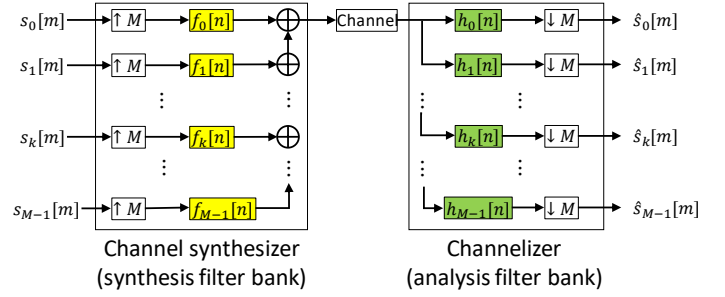 s₀[m] ↑ M f₀[n] Channel h₀[n] ↓ M ŝ₀[m]
s₁[m] ↑ M f₁[n] h₁[n] ↓ M ŝ₁[m]
⋮ ⋮ ⋮ ⋮
sₖ[m] ↑ M fₖ[n] hₖ[n] ↓ M ŝₖ[m]
⋮ ⋮ ⋮ ⋮
s_{M−1}[m] ↑ M f_{M−1}[n] h_{M−1}[n] ↓ M ŝ_{M−1}[m]
Channel synthesizer
(synthesis filter bank)
Channelizer
(analysis filter bank)